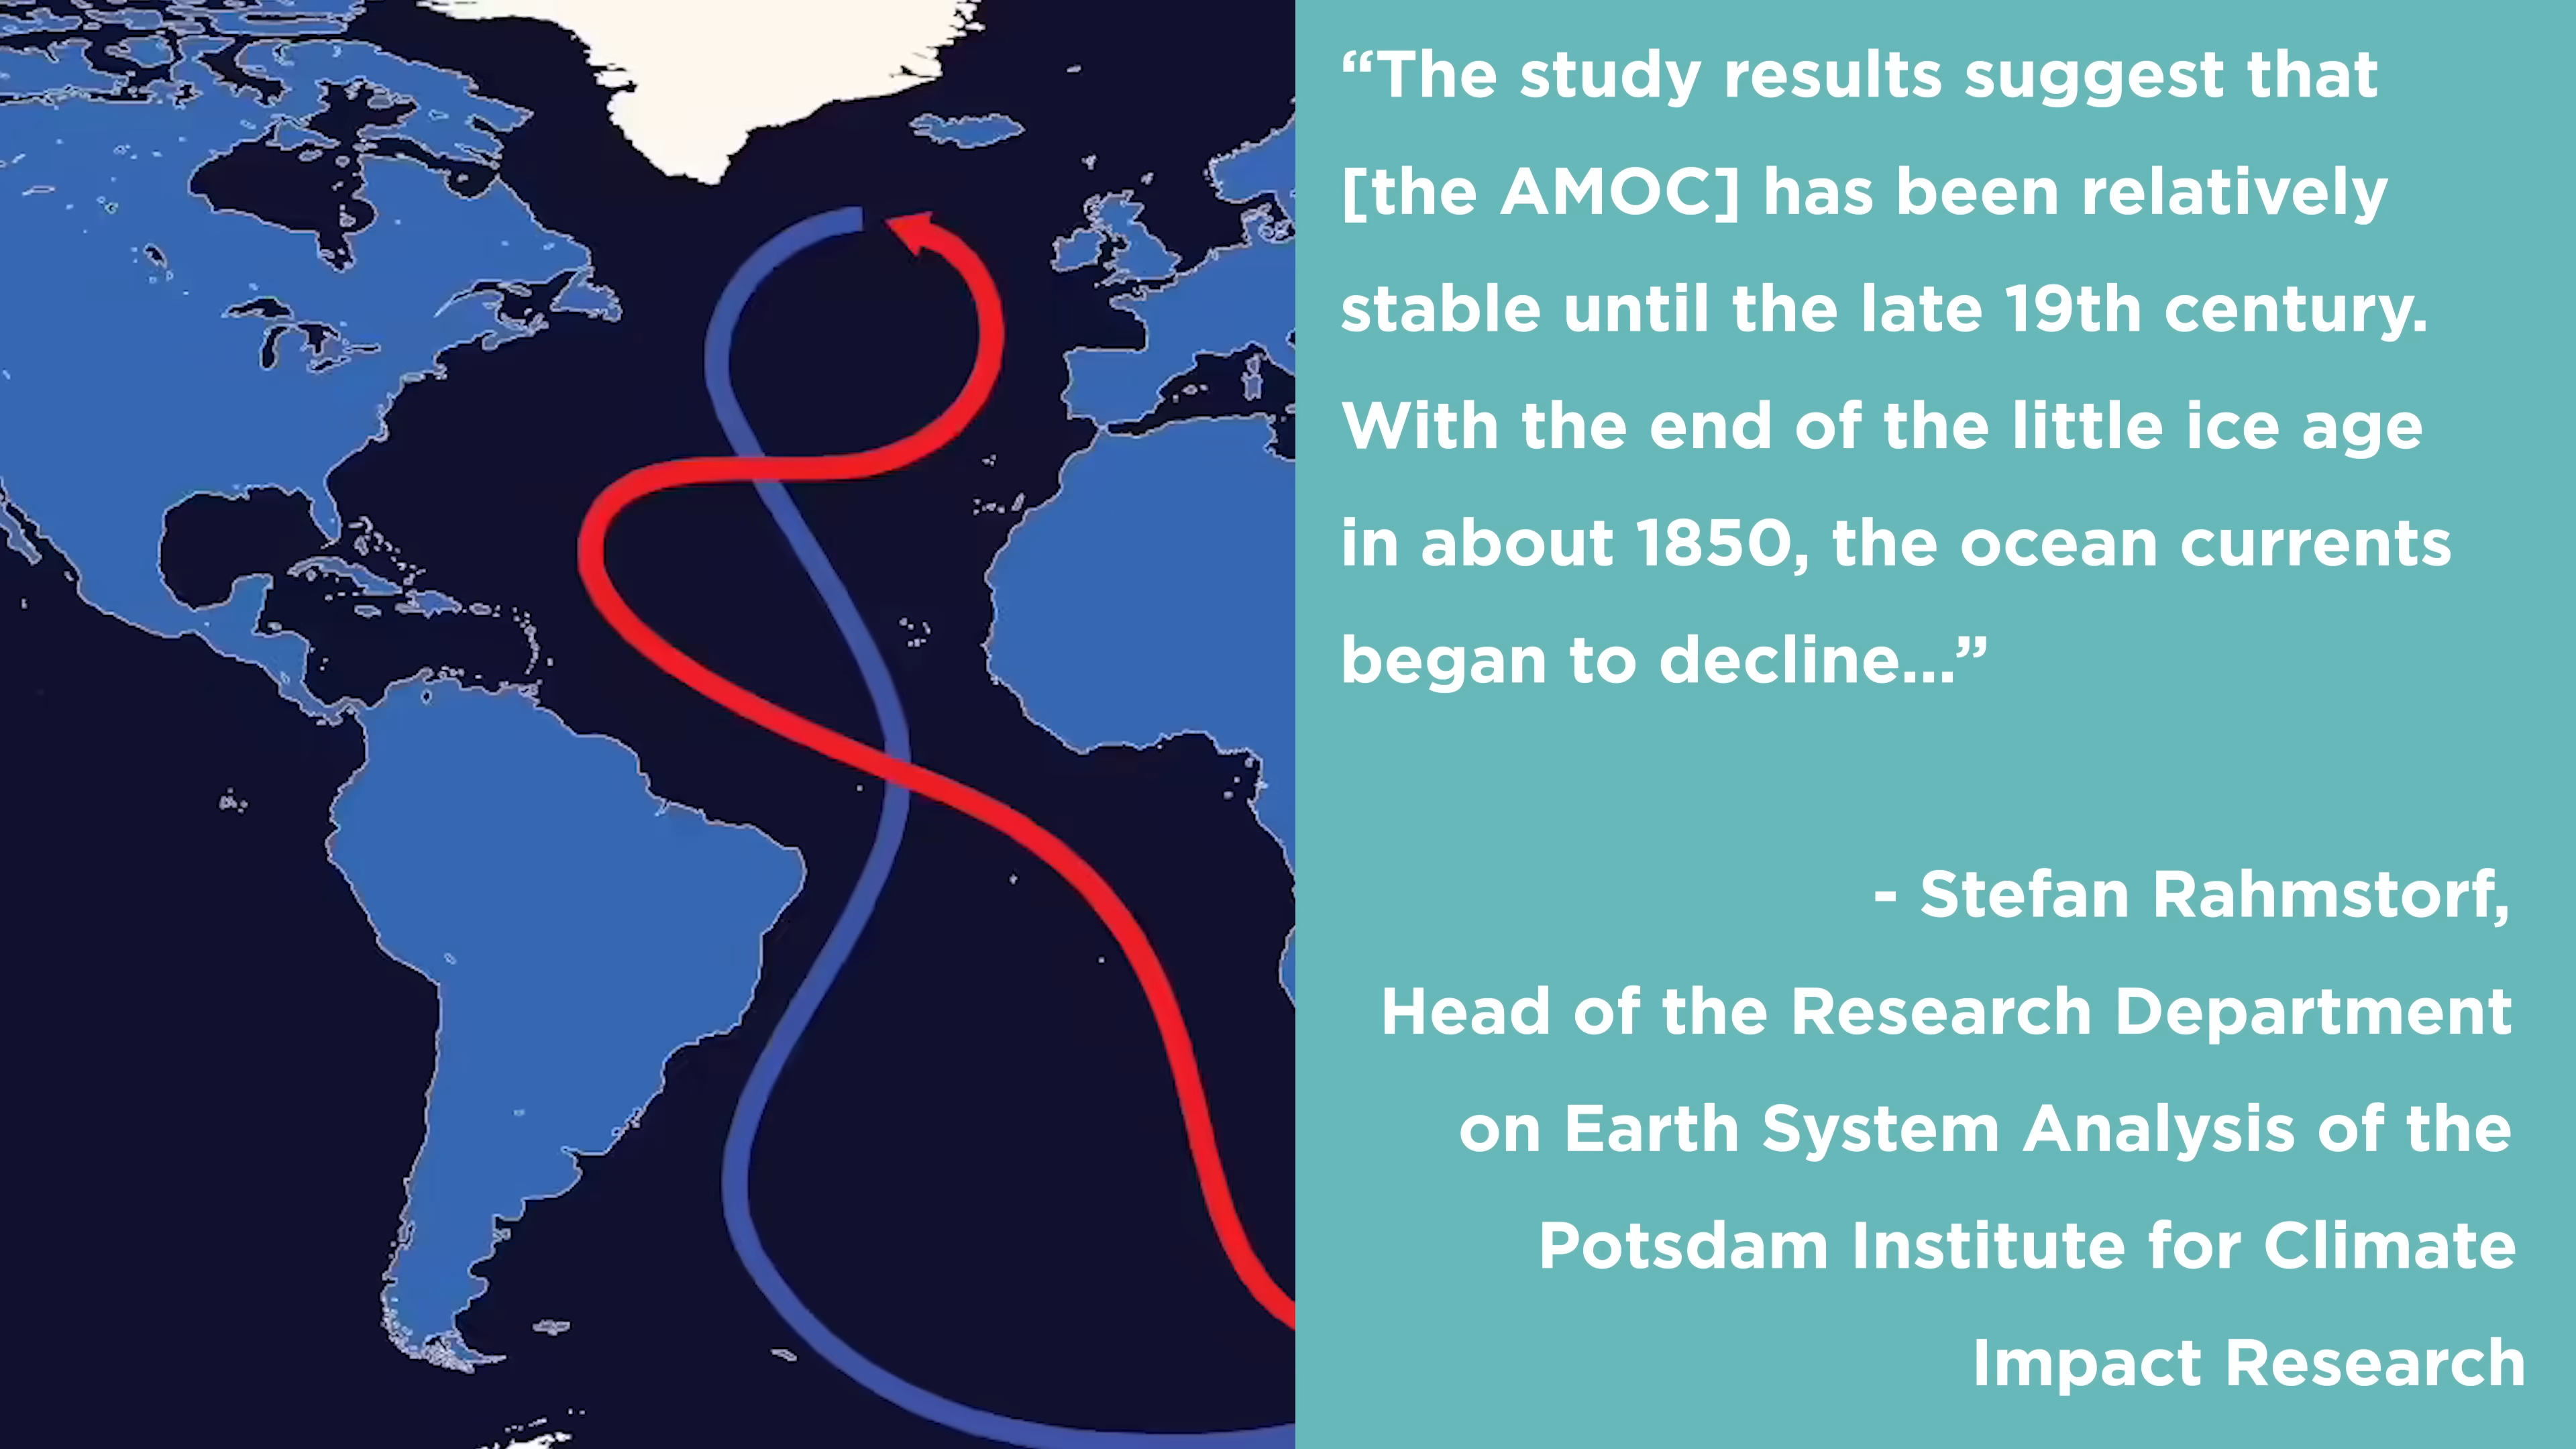 “The study results suggest that
[the AMOC] has been relatively
stable until the late 19th century.
With the end of the little ice age
in about 1850, the ocean currents
began to decline...”
- Stefan Rahmstorf,
Head of the Research Department
on Earth System Analysis of the
Potsdam Institute for Climate
Impact Research